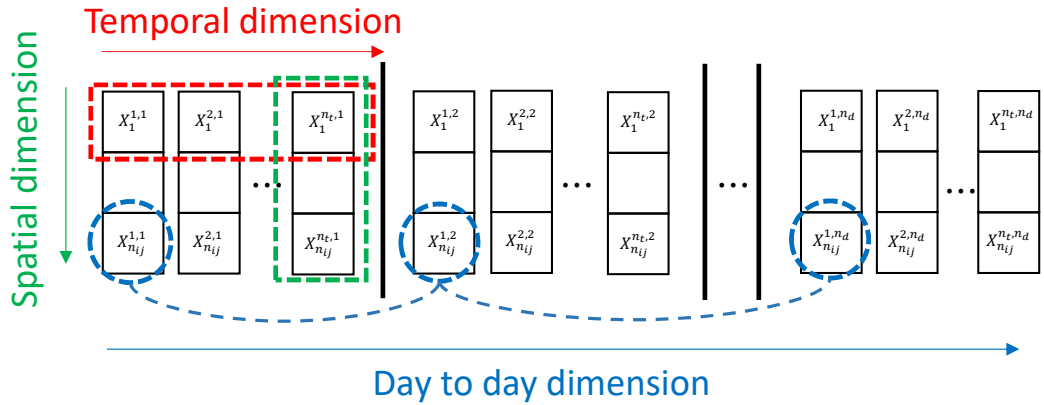 Temporal dimension
Spatial dimension
X_1^{1,1} X_1^{2,1} X_1^{n_t,1} X_1^{1,2} X_1^{2,2} X_1^{n_t,2} X_1^{1,n_d} X_1^{2,n_d} X_1^{n_t,n_d}
... ... ... ...
X_{n_{ij}}^{1,1} X_{n_{ij}}^{2,1} X_{n_{ij}}^{n_t,1} X_{n_{ij}}^{1,2} X_{n_{ij}}^{2,2} X_{n_{ij}}^{n_t,2} X_{n_{ij}}^{1,n_d} X_{n_{ij}}^{2,n_d} X_{n_{ij}}^{n_t,n_d}
Day to day dimension